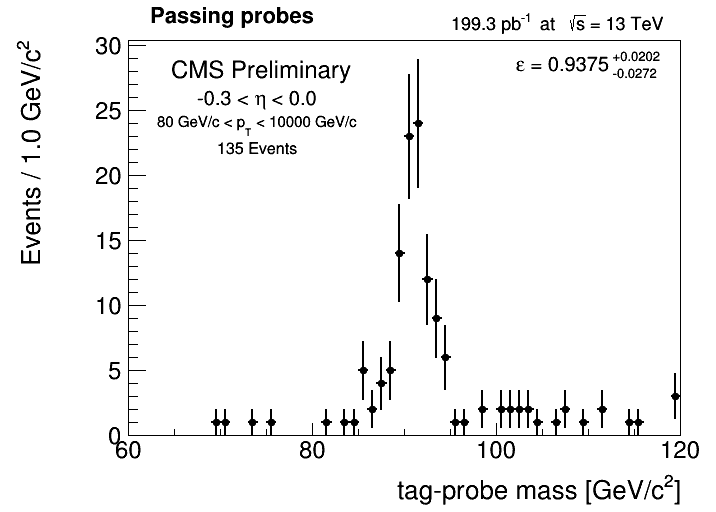 Passing probes
199.3 pb⁻¹ at √s = 13 TeV
CMS Preliminary
-0.3 < η < 0.0
80 GeV/c < p_T < 10000 GeV/c
135 Events
ε = 0.9375 +0.0202 -0.0272
Events / 1.0 GeV/c²
30
25
20
15
10
5
0
60 80 100 120
tag-probe mass [GeV/c²]